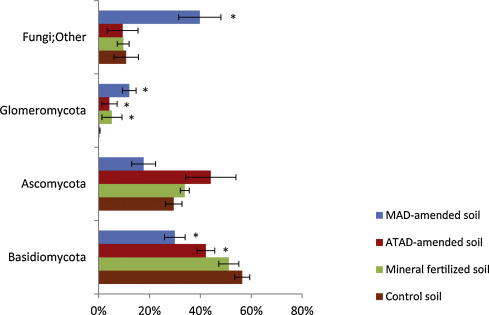 Fungi;Other
*
Glomeromycota
*
*
*
Ascomycota
Basidiomycota
*
*
0% 20% 40% 60% 80%
MAD-amended soil
ATAD-amended soil
Mineral fertilized soil
Control soil